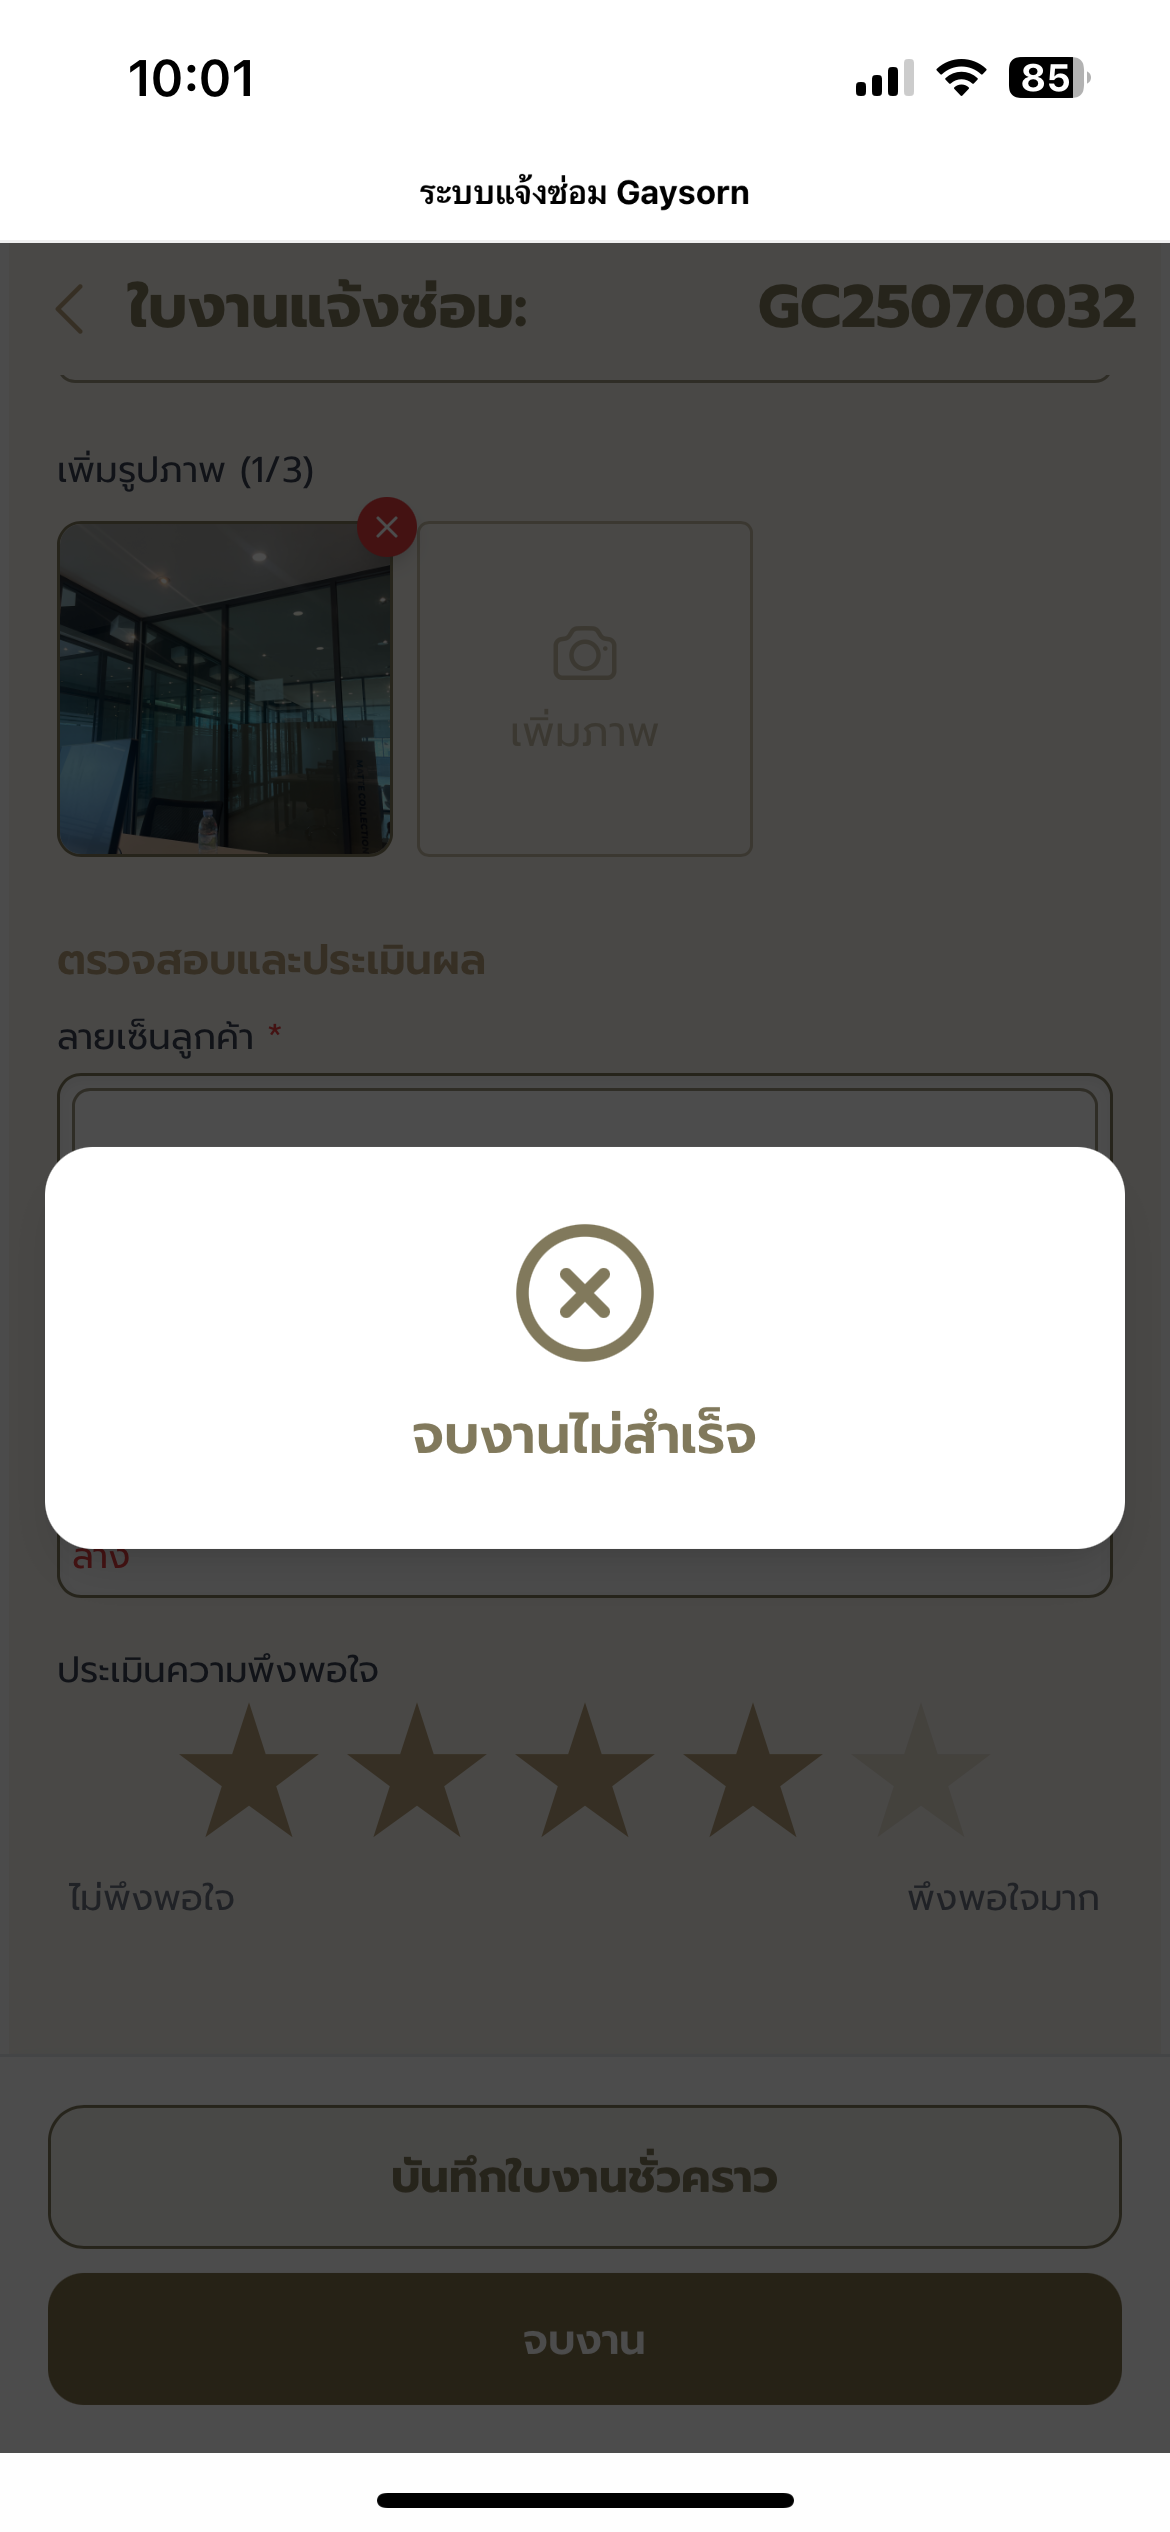 10:01
85
ระบบแจ้งซ่อม Gaysorn
ใบงานแจ้งซ่อม: GC25070032
เพิ่มรูปภาพ (1/3)
เพิ่มภาพ
ตรวจสอบและประเมินผล
ลายเซ็นลูกค้า *
จบงานไม่สำเร็จ
ล้าง
ประเมินความพึงพอใจ
ไม่พึงพอใจ
พึงพอใจมาก
บันทึกใบงานชั่วคราว
จบงาน